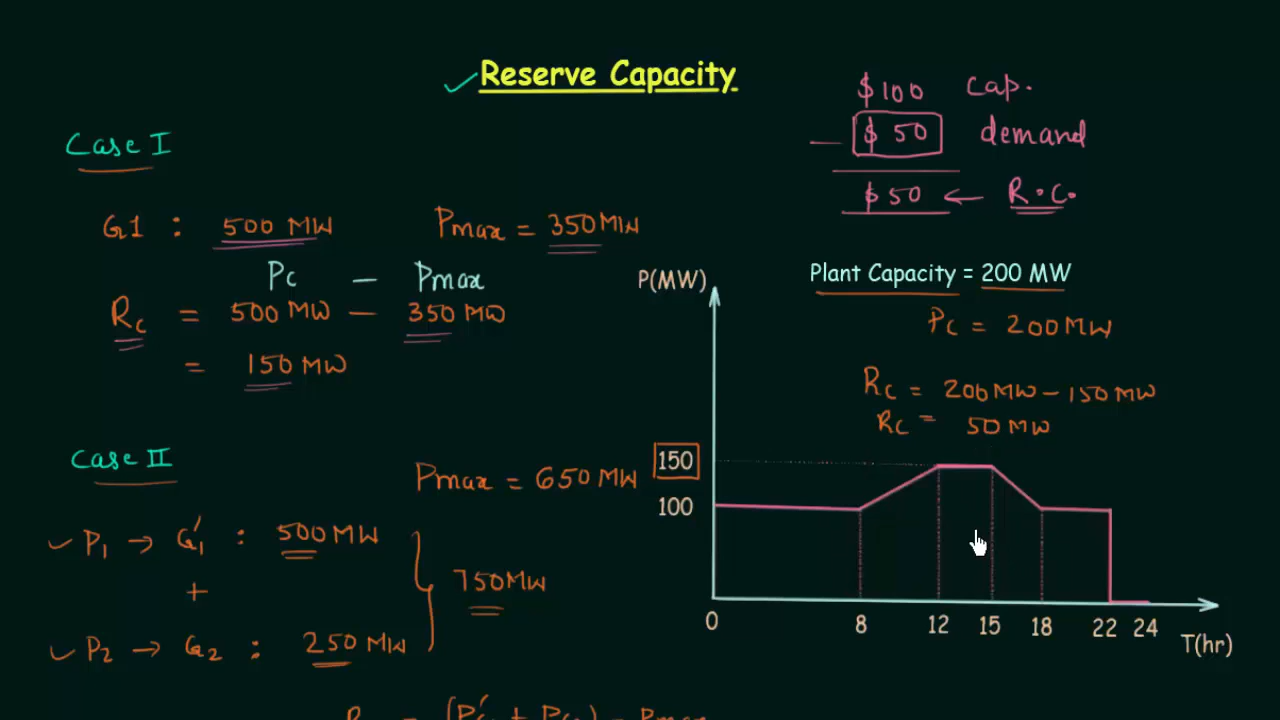 Reserve Capacity
$100 cap.
- $50 demand
$50 ← R.C.
Case I
G1 : 500 MW Pmax = 350 MW
Pc - Pmax
Rc = 500 MW - 350 MW
= 150 MW
Case II
Pmax = 650 MW
P1 → G1' : 500 MW
+
750 MW
P2 → G2 : 250 MW
Plant Capacity = 200 MW
Pc = 200 MW
Rc = 200 MW - 150 MW
Rc = 50 MW
P(MW)
150
100
0 8 12 15 18 22 24
T(hr)